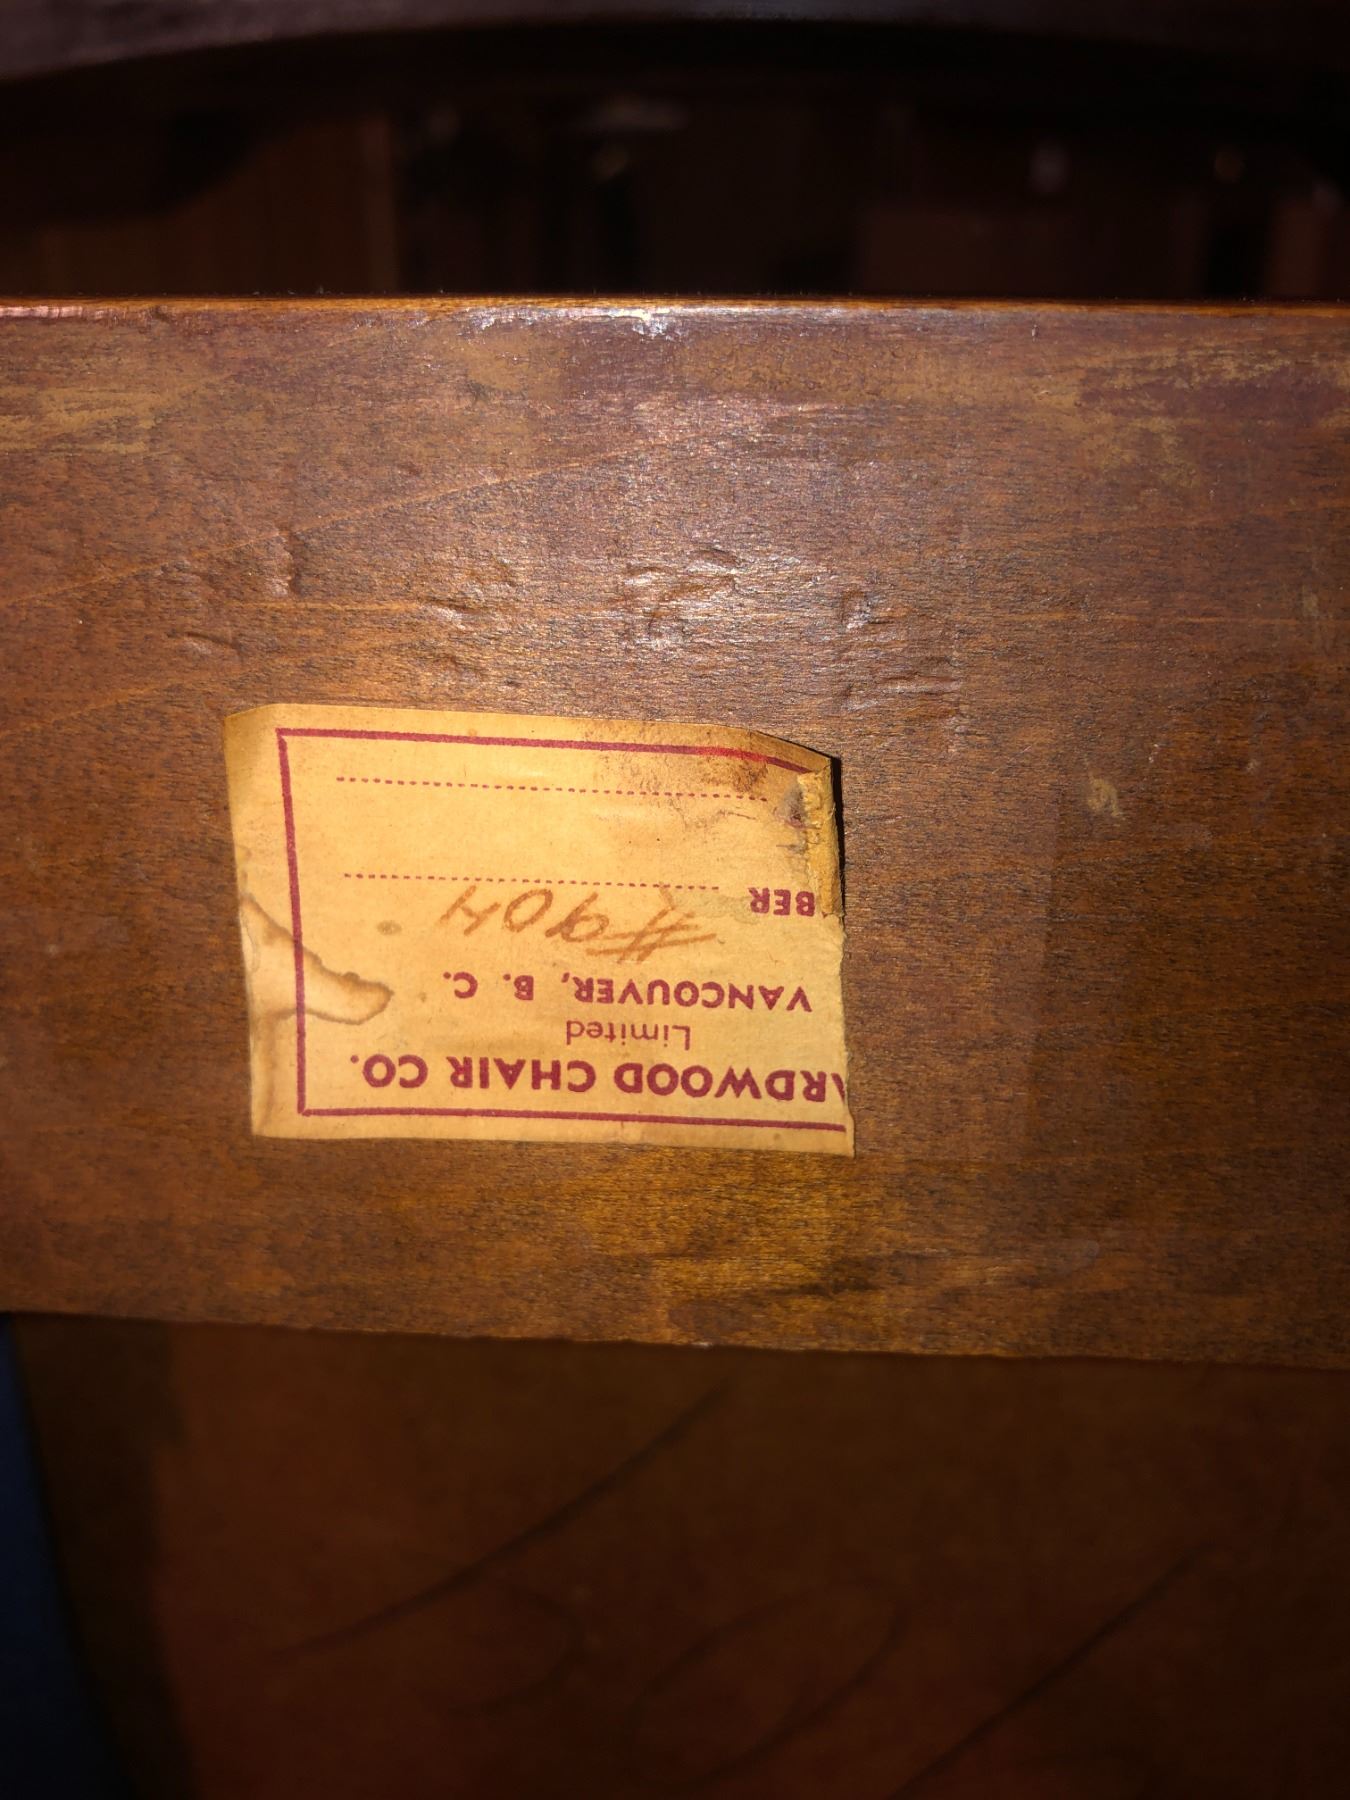 ARDWOOD CHAIR CO.
Limited
VANCOUVER, B. C.
#904
BER